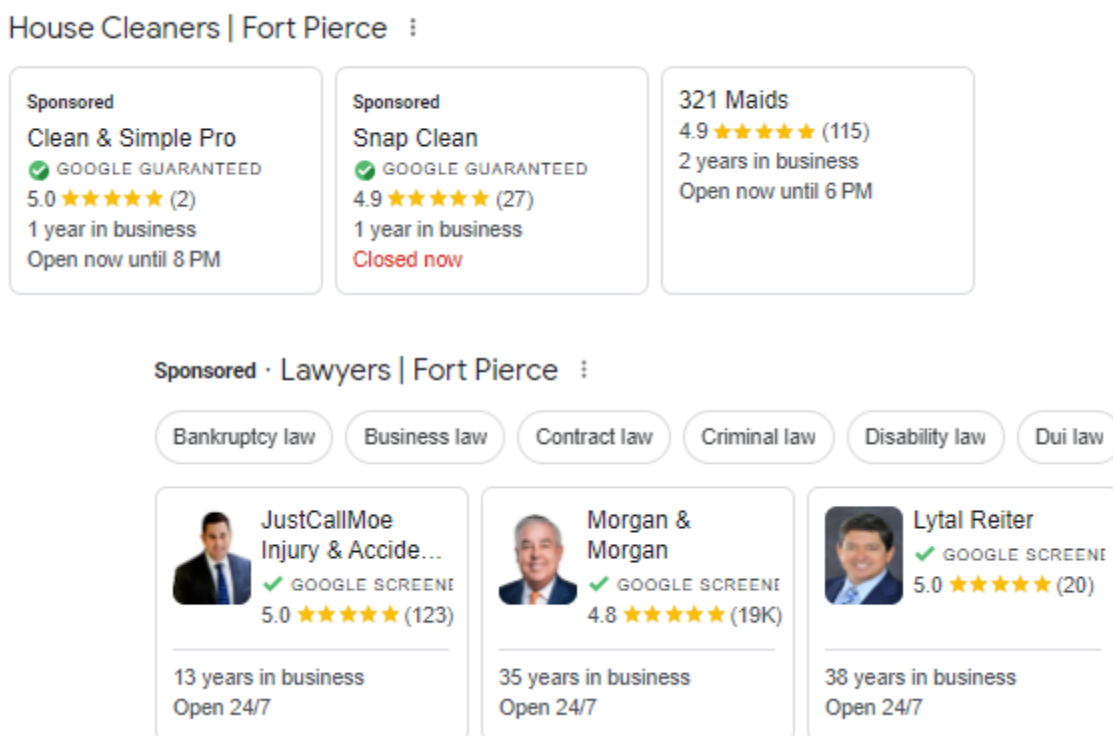 House Cleaners | Fort Pierce
Sponsored
Clean & Simple Pro
GOOGLE GUARANTEED
5.0 (2)
1 year in business
Open now until 8 PM
Sponsored
Snap Clean
GOOGLE GUARANTEED
4.9 (27)
1 year in business
Closed now
321 Maids
4.9 (115)
2 years in business
Open now until 6 PM
Sponsored · Lawyers | Fort Pierce
Bankruptcy law Business law Contract law Criminal law Disability law Dui law
JustCallMoe
Injury & Accide...
GOOGLE SCREENE
5.0 (123)
13 years in business
Open 24/7
Morgan &
Morgan
GOOGLE SCREENE
4.8 (19K)
35 years in business
Open 24/7
Lytal Reiter
GOOGLE SCREENE
5.0 (20)
38 years in business
Open 24/7